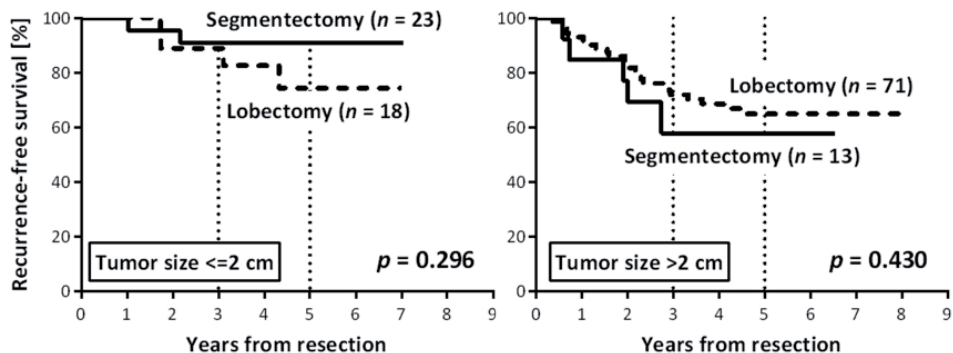 Recurrence-free survival [%]
100
80
60
40
20
0
Segmentectomy (n = 23)
Lobectomy (n = 18)
Tumor size <=2 cm
p = 0.296
0 1 2 3 4 5 6 7 8 9
Years from resection
100
80
60
40
20
0
Lobectomy (n = 71)
Segmentectomy (n = 13)
Tumor size >2 cm
p = 0.430
0 1 2 3 4 5 6 7 8 9
Years from resection